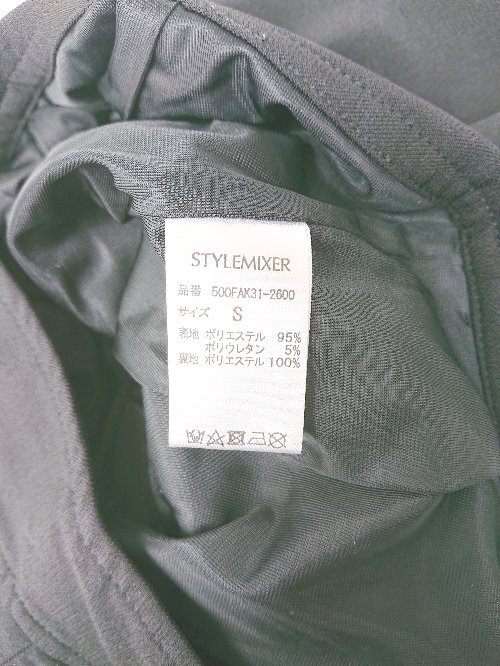 STYLEMIXER
品番 500FAK31-2600
サイズ S
表地 ポリエステル 95%
ポリウレタン 5%
裏地 ポリエステル 100%